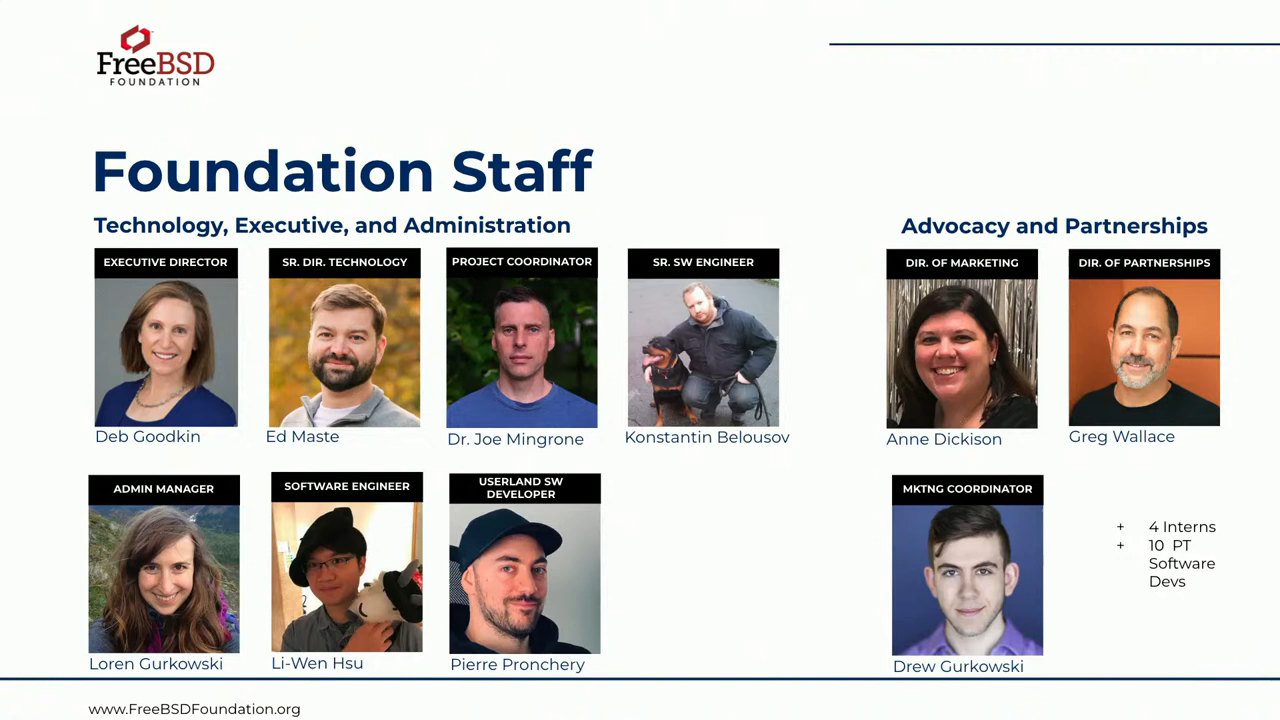 FreeBSD
FOUNDATION
Foundation Staff
Technology, Executive, and Administration
EXECUTIVE DIRECTOR
Deb Goodkin
SR. DIR. TECHNOLOGY
Ed Maste
PROJECT COORDINATOR
Dr. Joe Mingrone
SR. SW ENGINEER
Konstantin Belousov
ADMIN MANAGER
Loren Gurkowski
SOFTWARE ENGINEER
Li-Wen Hsu
USERLAND SW
DEVELOPER
Pierre Pronchery
Advocacy and Partnerships
DIR. OF MARKETING
Anne Dickison
DIR. OF PARTNERSHIPS
Greg Wallace
MKTNG COORDINATOR
Drew Gurkowski
+ 4 Interns
+ 10 PT
Software
Devs
www.FreeBSDFoundation.org